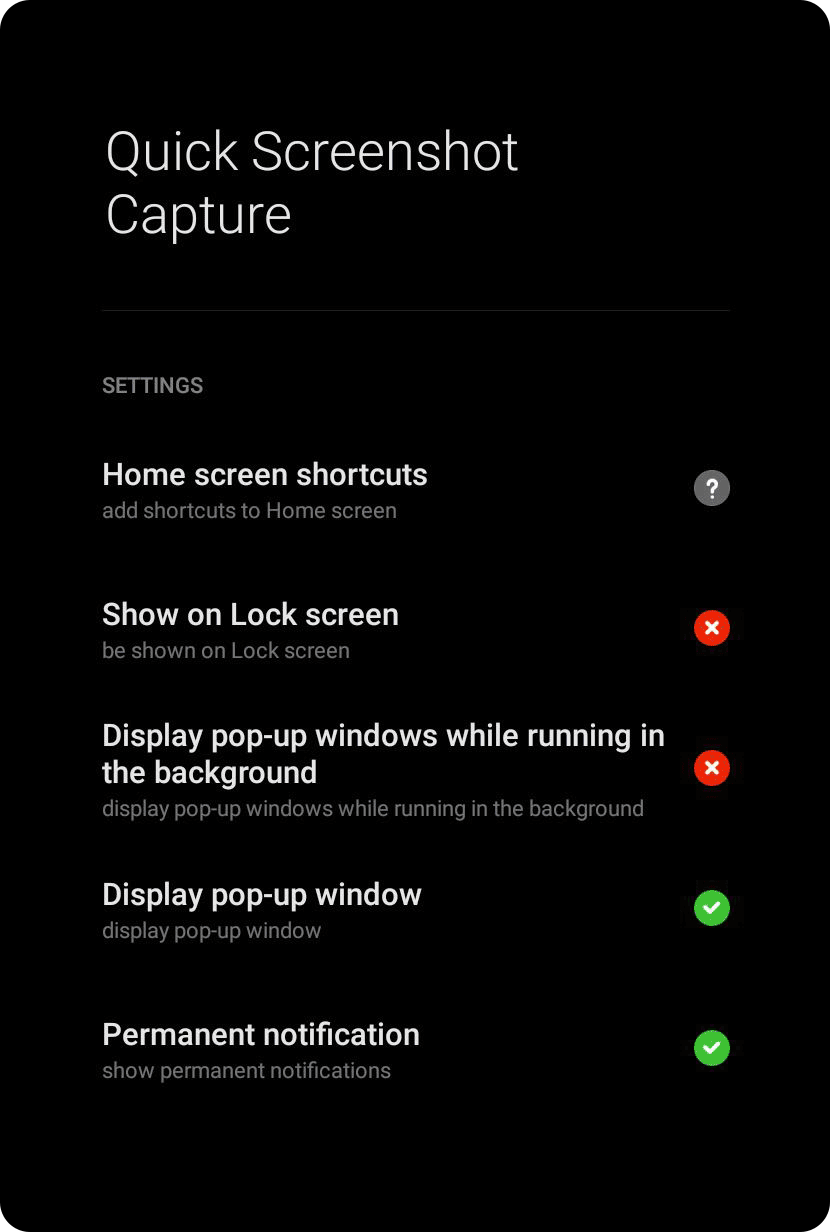 Quick Screenshot
Capture
SETTINGS
Home screen shortcuts
add shortcuts to Home screen
?
Show on Lock screen
be shown on Lock screen
Display pop-up windows while running in
the background
display pop-up windows while running in the background
Display pop-up window
display pop-up window
Permanent notification
show permanent notifications